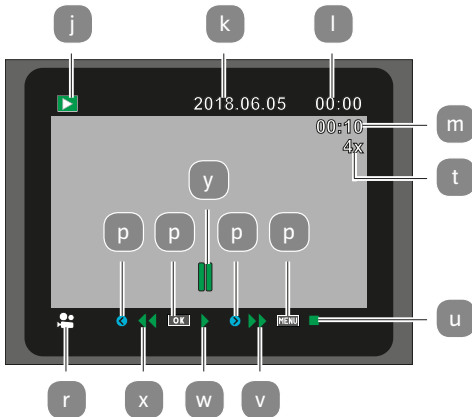 j k l
2018.06.05 00:00
00:10 m
4x
t
y
p p p p
OK MENU
u
r x w v